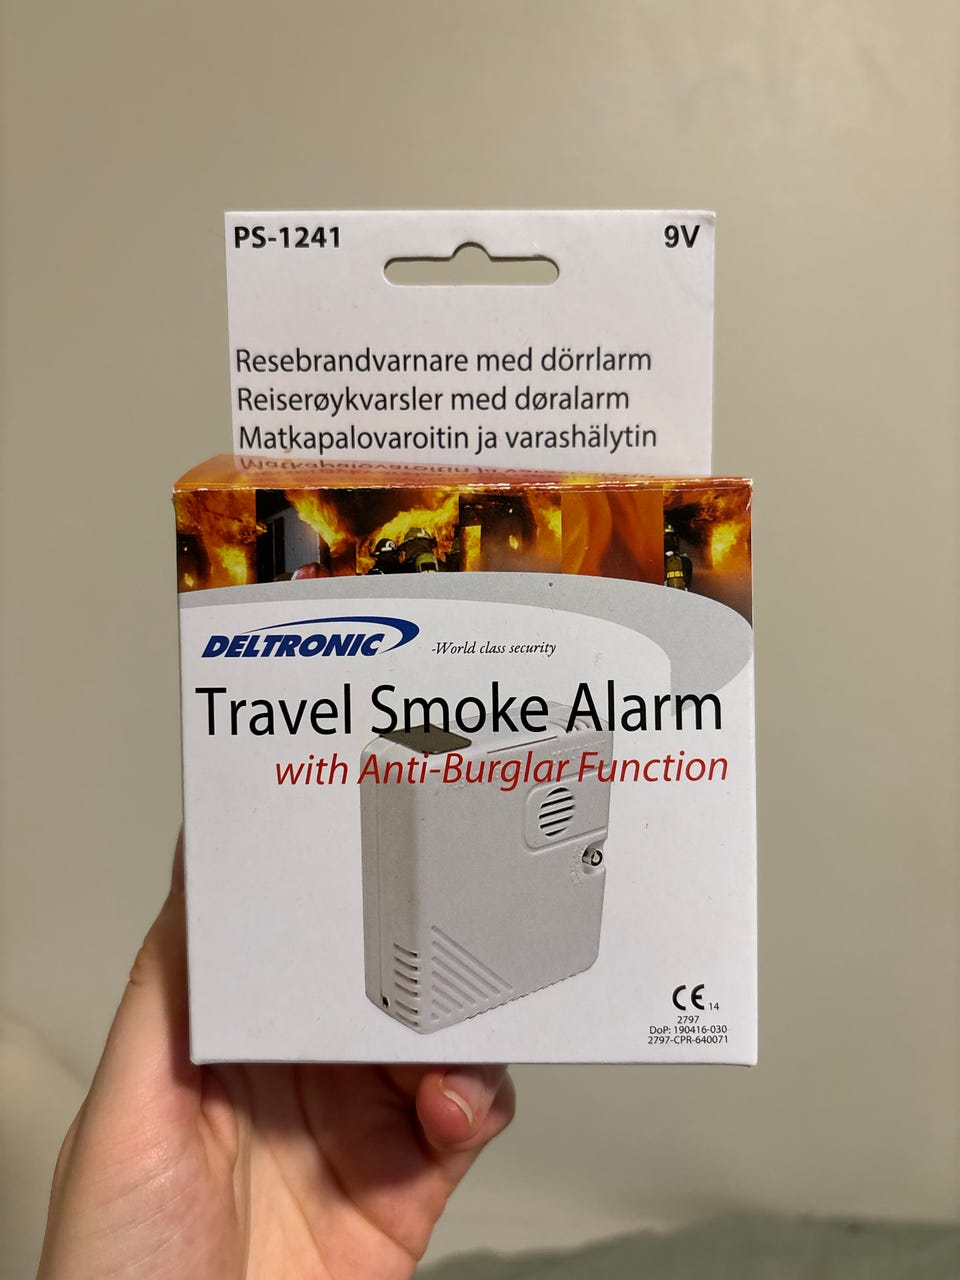 PS-1241 9V
Resebrandvarnare med dörrlarm
Reiserøykvarsler med døralarm
Matkapalovaroitin ja varashälytin
DELTRONIC -World class security
Travel Smoke Alarm
with Anti-Burglar Function
CE 14
2797
DoP: 190416-030
2797-CPR-640071